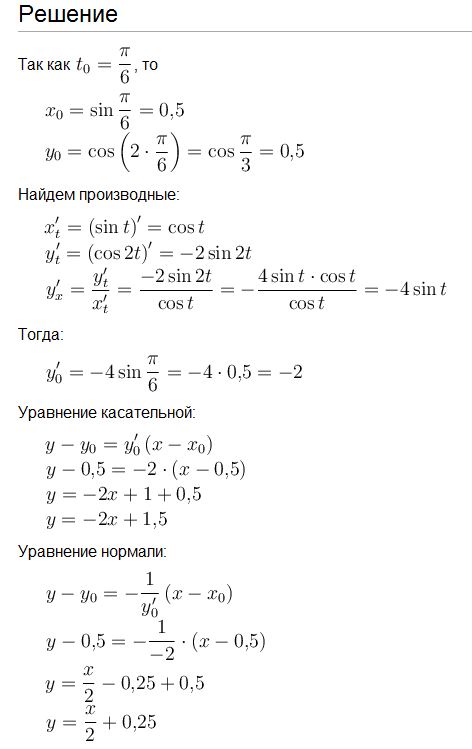 Решение
Так как t₀ = π/6, то
x₀ = sin π/6 = 0,5
y₀ = cos (2 · π/6) = cos π/3 = 0,5
Найдем производные:
x′ₜ = (sin t)′ = cos t
y′ₜ = (cos 2t)′ = −2 sin 2t
y′ₓ = y′ₜ/x′ₜ = (−2 sin 2t)/(cos t) = −(4 sin t · cos t)/(cos t) = −4 sin t
Тогда:
y′₀ = −4 sin π/6 = −4 · 0,5 = −2
Уравнение касательной:
y − y₀ = y′₀ (x − x₀)
y − 0,5 = −2 · (x − 0,5)
y = −2x + 1 + 0,5
y = −2x + 1,5
Уравнение нормали:
y − y₀ = −1/y′₀ (x − x₀)
y − 0,5 = −1/−2 · (x − 0,5)
y = x/2 − 0,25 + 0,5
y = x/2 + 0,25